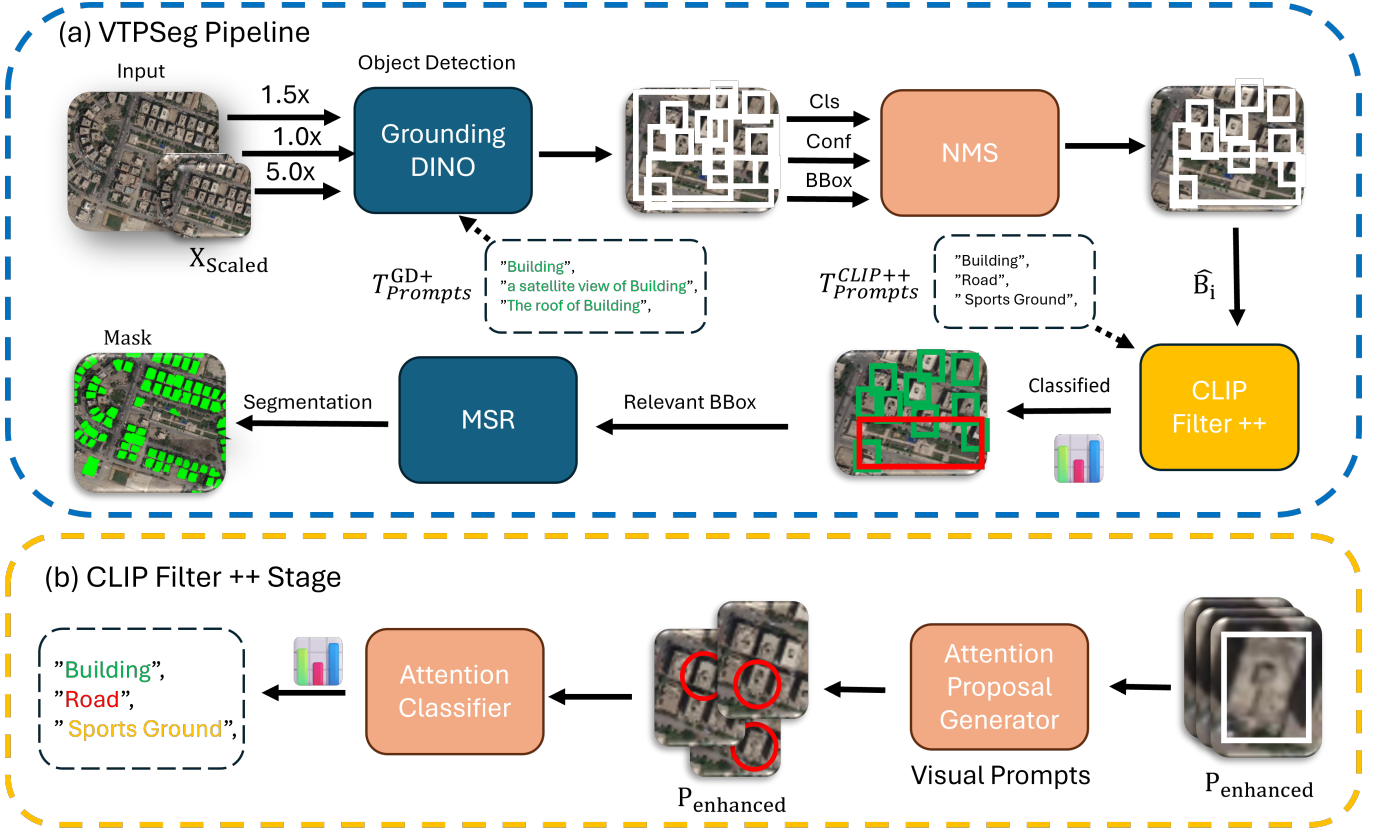 (a) VTPSeg Pipeline
Input
Object Detection
1.5x
1.0x
5.0x
Grounding
DINO
Cls
Conf
BBox
NMS
X_Scaled
T_Prompts^GD+
"Building",
"a satellite view of Building",
"The roof of Building",
T_Prompts^CLIP++
"Building",
"Road",
" Sports Ground",
B̂_i
Mask
Segmentation
MSR
Relevant BBox
Classified
CLIP
Filter ++
(b) CLIP Filter ++ Stage
"Building",
"Road",
" Sports Ground",
Attention
Classifier
P_enhanced
Attention
Proposal
Generator
Visual Prompts
P_enhanced